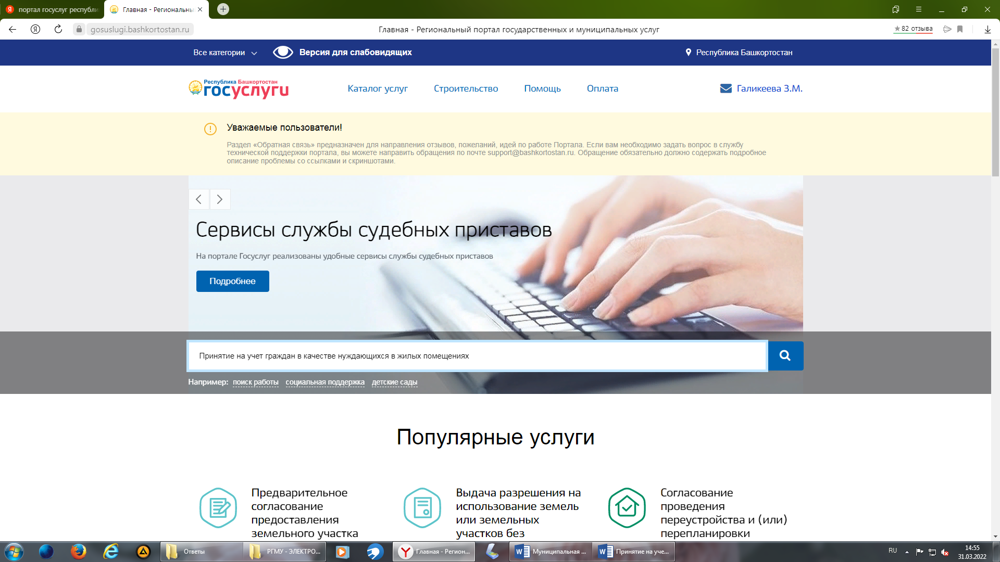 портал госуслуг республи
Главная - Региональны
gosuslugi.bashkortostan.ru
Главная - Региональный портал государственных и муниципальных услуг
82 отзыва
Все категории
Версия для слабовидящих
Республика Башкортостан
Республика Башкортостан
госуслуги
Каталог услуг
Строительство
Помощь
Оплата
Галикеева З.М.
Уважаемые пользователи!
Раздел «Обратная связь» предназначен для направления отзывов, пожеланий, идей по работе Портала. Если вам необходимо задать вопрос в службу
технической поддержки портала, вы можете направить обращения по почте support@bashkortostan.ru. Обращение обязательно должно содержать подробное
описание проблемы со ссылками и скриншотами.
Сервисы службы судебных приставов
На портале Госуслуг реализованы удобные сервисы службы судебных приставов
Подробнее
Принятие на учет граждан в качестве нуждающихся в жилых помещениях
Например: поиск работы социальная поддержка детские сады
Популярные услуги
Предварительное
согласование
предоставления
земельного участка
Выдача разрешения на
использование земель
или земельных
участков без
Согласование
проведения
переустройства и (или)
перепланировки
Ответы
РГМУ - ЭЛЕКТРО...
Главная - Регион...
Муниципальная ...
Принятие на уче...
RU
14:55
31.03.2022